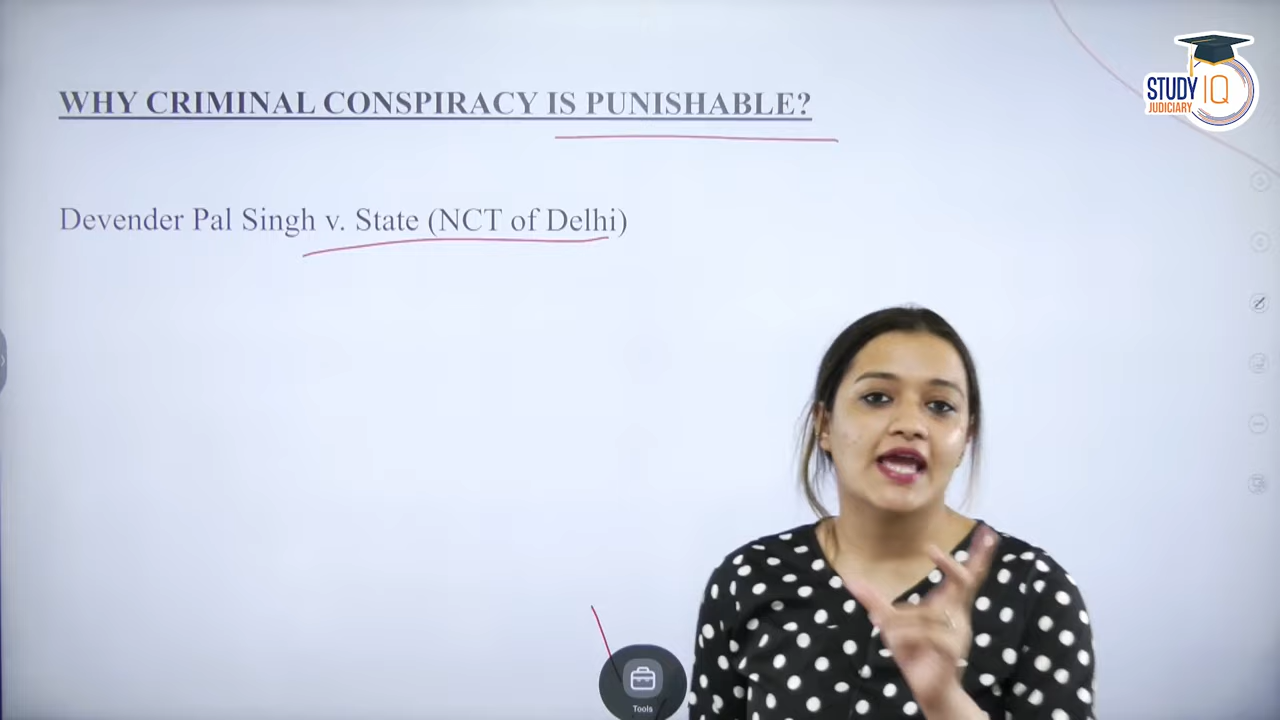 WHY CRIMINAL CONSPIRACY IS PUNISHABLE?
STUDY IQ
JUDICIARY
Devender Pal Singh v. State (NCT of Delhi)
Tools